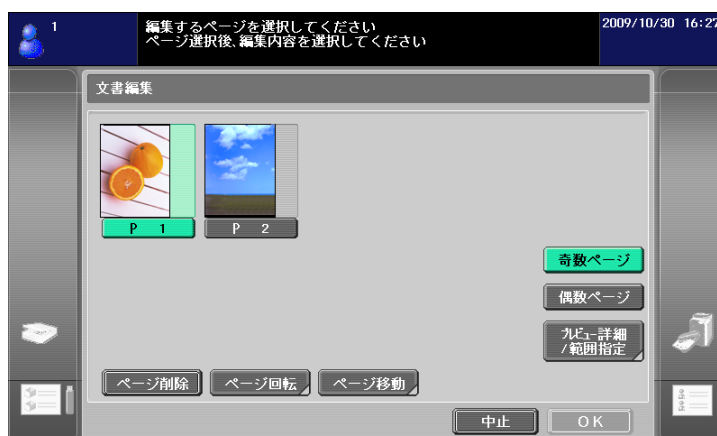 1
編集するページを選択してください
ページ選択後、編集内容を選択してください
2009/10/30 16:27
文書編集
P 1
P 2
奇数ページ
偶数ページ
プレビュー詳細
/範囲指定
ページ削除
ページ回転
ページ移動
中止
OK